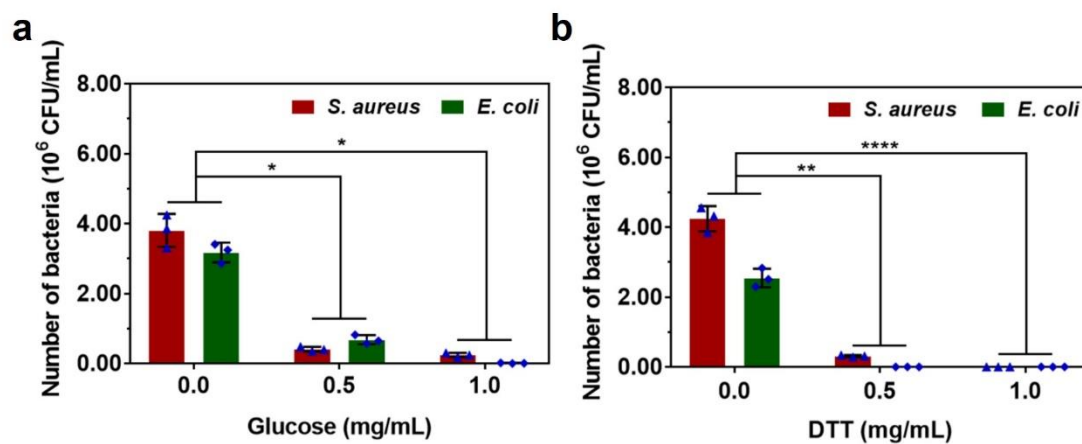 a
Number of bacteria (10⁶ CFU/mL)
8.00
6.00
4.00
2.00
0.00
S. aureus E. coli
*
*
0.0 0.5 1.0
Glucose (mg/mL)
b
Number of bacteria (10⁶ CFU/mL)
8.00
6.00
4.00
2.00
0.00
S. aureus E. coli
****
**
0.0 0.5 1.0
DTT (mg/mL)